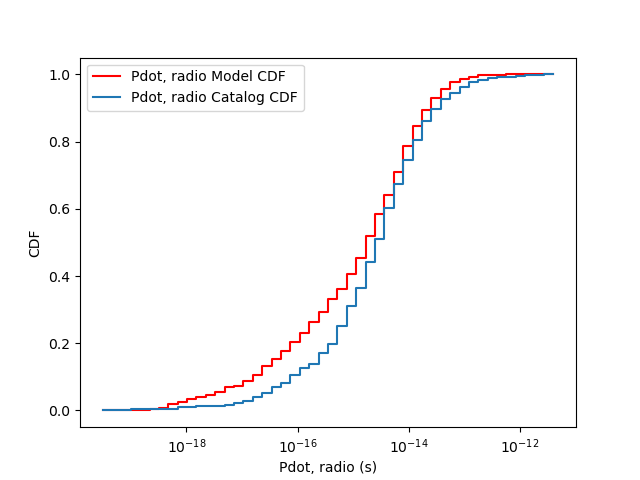 Pdot, radio Model CDF
Pdot, radio Catalog CDF
1.0
0.8
0.6
0.4
0.2
0.0
CDF
10⁻¹⁸ 10⁻¹⁶ 10⁻¹⁴ 10⁻¹²
Pdot, radio (s)